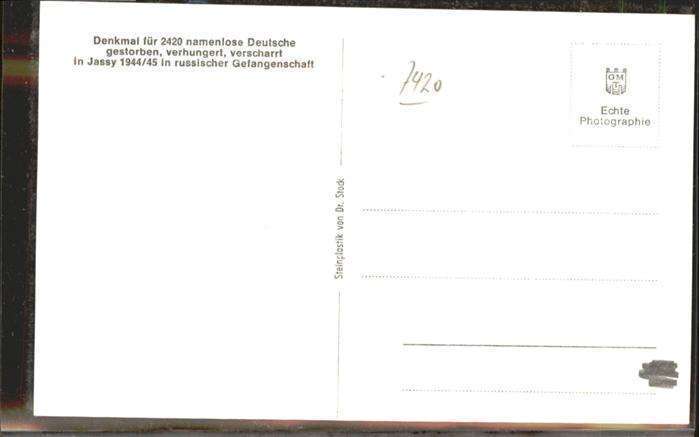 Denkmal für 2420 namenlose Deutsche
gestorben, verhungert, verscharrt
in Jassy 1944/45 in russischer Gefangenschaft
Steinplastik von Dr. Stock
7420
GM
Echte
Photographie